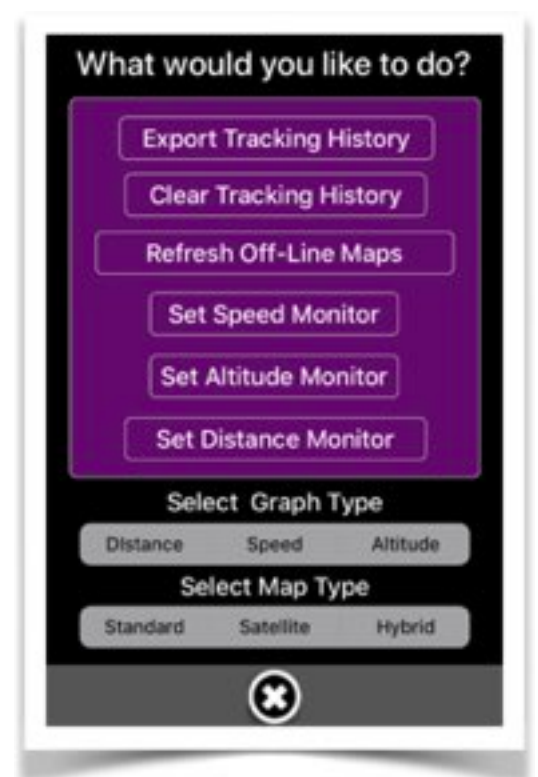 What would you like to do?
Export Tracking History
Clear Tracking History
Refresh Off-Line Maps
Set Speed Monitor
Set Altitude Monitor
Set Distance Monitor
Select Graph Type
Distance Speed Altitude
Select Map Type
Standard Satellite Hybrid